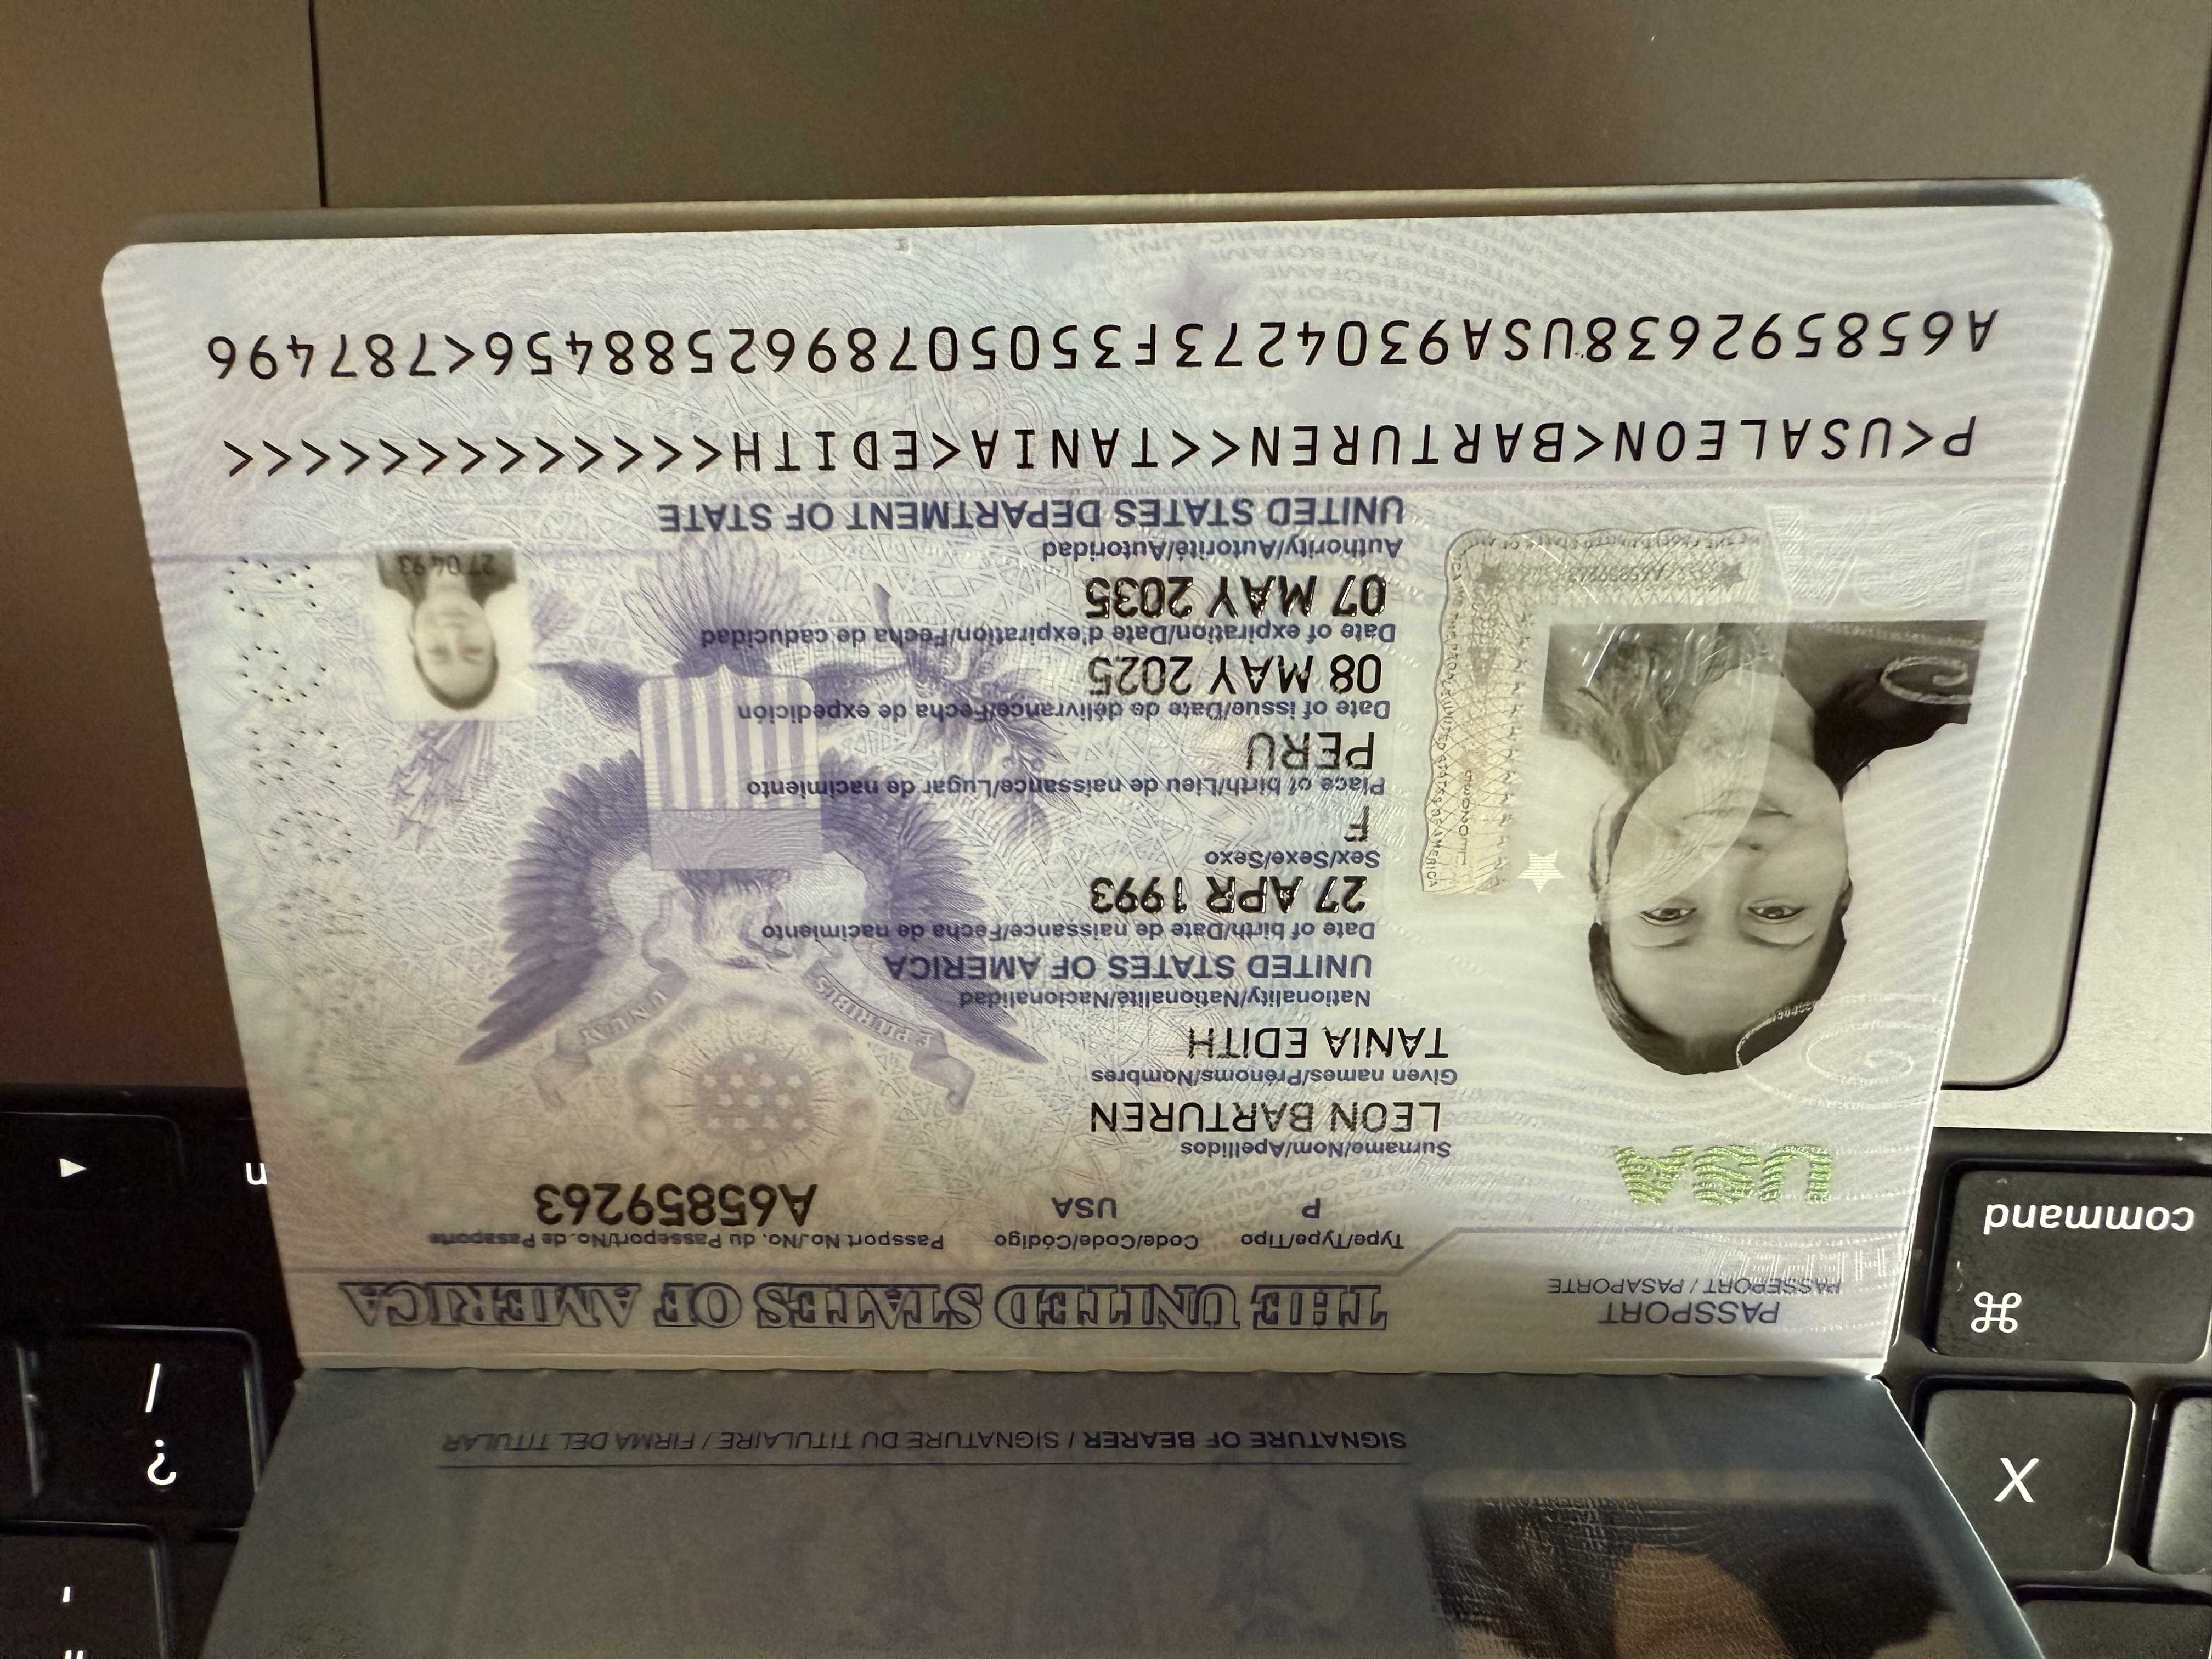 SIGNATURE OF BEARER / SIGNATURE DU TITULAIRE / FIRMA DEL TITULAR
PASSPORT
PASSEPORT / PASAPORTE
THE UNITED STATES OF AMERICA
USA
Type/Type/Tipo
P
Code/Code/Código
USA
Passport No./No. du Passeport/No. de Pasaporte
A65859263
Surname/Nom/Apellidos
LEON BARTUREN
Given names/Prénoms/Nombres
TANIA EDITH
Nationality/Nationalité/Nacionalidad
UNITED STATES OF AMERICA
Date of birth/Date de naissance/Fecha de nacimiento
27 APR 1993
Sex/Sexe/Sexo
F
Place of birth/Lieu de naissance/Lugar de nacimiento
PERU
Date of issue/Date de délivrance/Fecha de expedición
08 MAY 2025
Date of expiration/Date d'expiration/Fecha de caducidad
07 MAY 2035
Authority/Autorité/Autoridad
UNITED STATES DEPARTMENT OF STATE
E PLURIBUS
UNUM
27 04 93
P<USALEON<BARTUREN<<TANIA<EDITH<<<<<<<<<<<<<
A658592638USA9304273F3505078962588456<787496
command
⌘
X
/
?
'
"